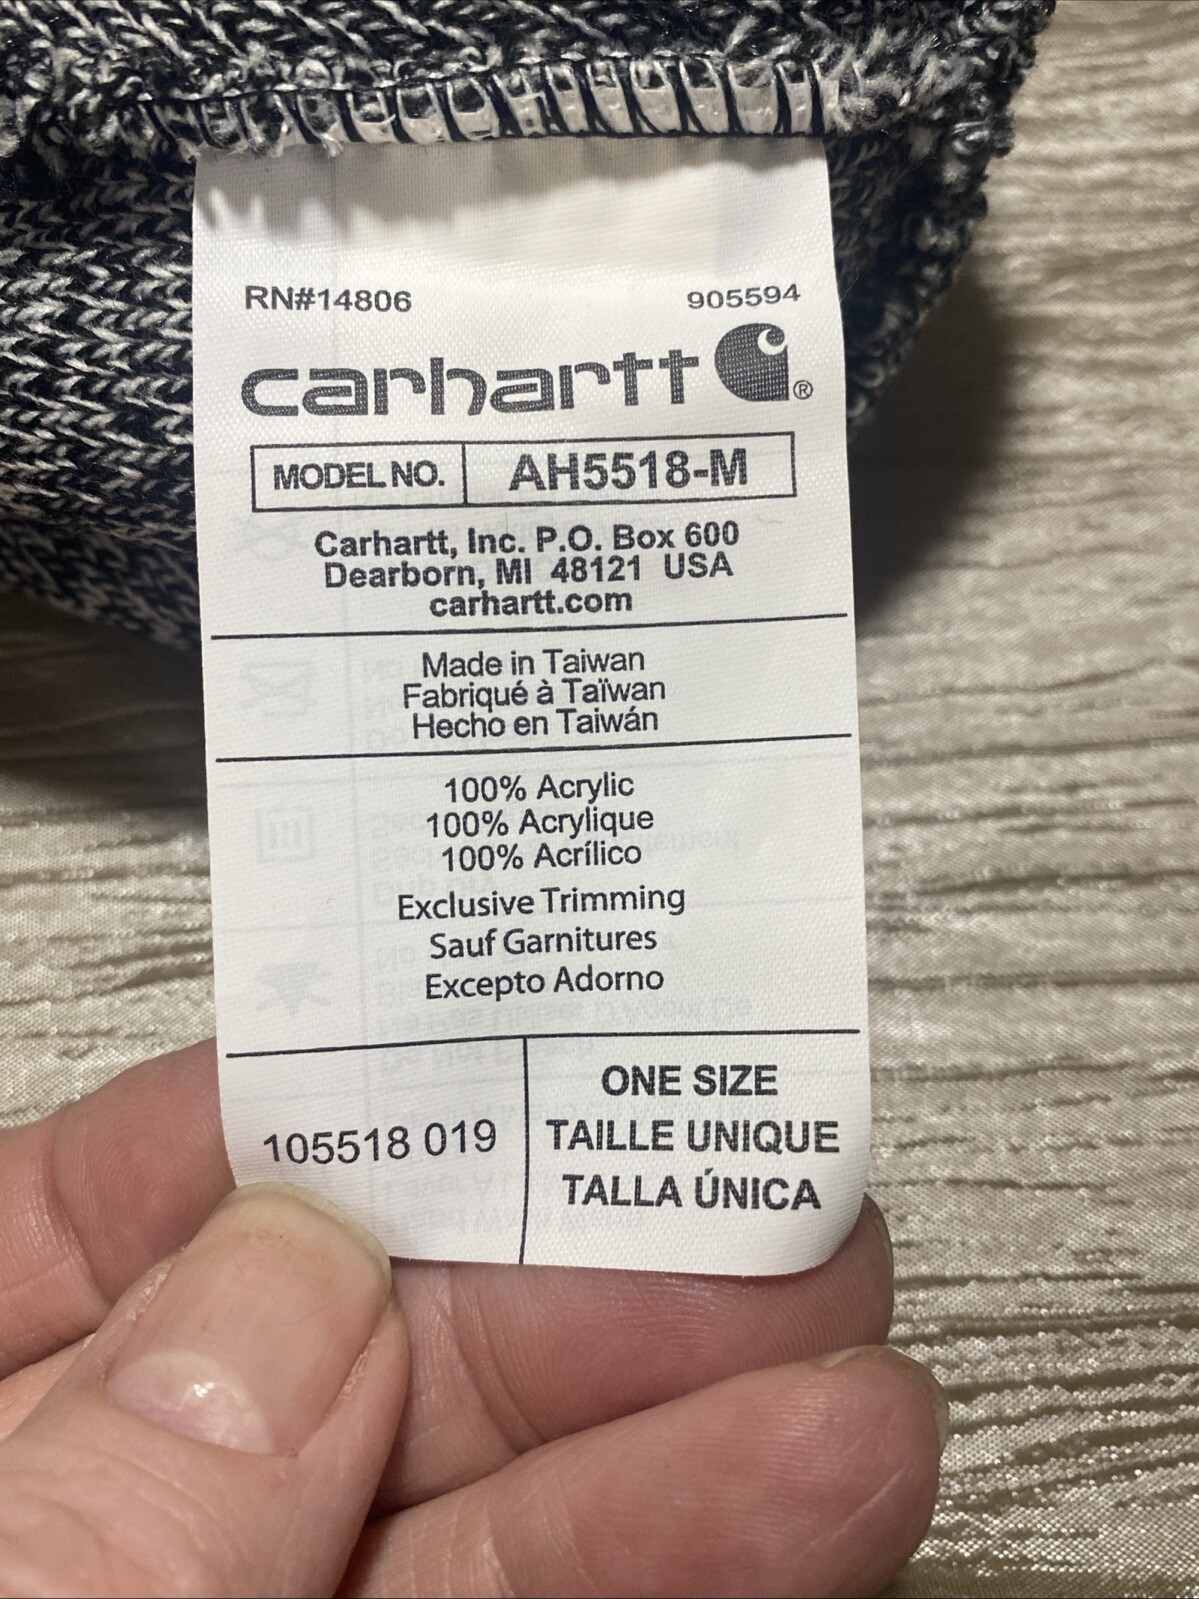 RN#14806 905594
carhartt ®
MODEL NO. AH5518-M
Carhartt, Inc. P.O. Box 600
Dearborn, MI 48121 USA
carhartt.com
Made in Taiwan
Fabriqué à Taïwan
Hecho en Taiwán
100% Acrylic
100% Acrylique
100% Acrílico
Exclusive Trimming
Sauf Garnitures
Excepto Adorno
105518 019
ONE SIZE
TAILLE UNIQUE
TALLA ÚNICA